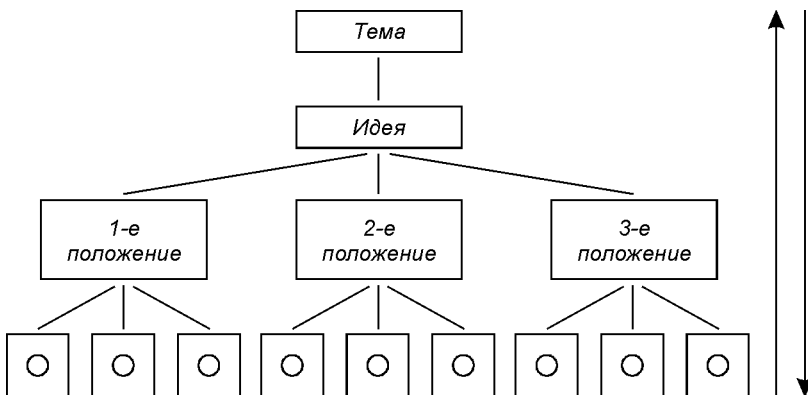 Тема
Идея
1-е
положение
2-е
положение
3-е
положение